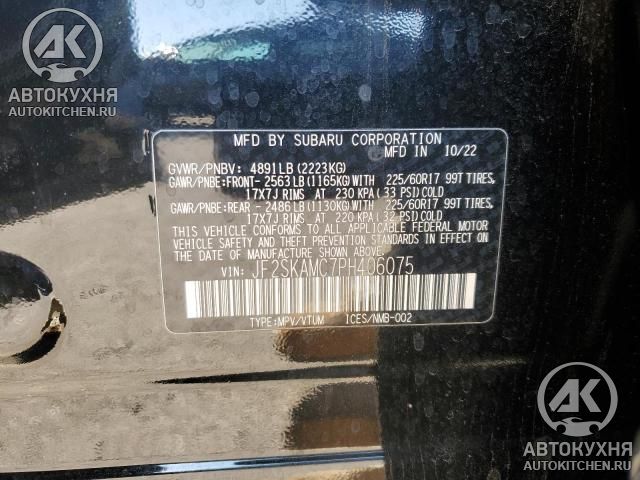 АК
АВТОКУХНЯ
AUTOKITCHEN.RU
MFD BY SUBARU CORPORATION
MFD IN 10/22
GVWR/PNBV: 4891LB (2223KG)
GAWR/PNBE:FRONT- 2563LB (1165KG)WITH 225/60R17 99T TIRES,
17X7J RIMS AT 230 KPA (33 PSI)COLD
GAWR/PNBE:REAR - 2486LB (1130KG)WITH 225/60R17 99T TIRES,
17X7J RIMS AT 220 KPA (32 PSI)COLD
THIS VEHICLE CONFORMS TO ALL APPLICABLE FEDERAL MOTOR
VEHICLE SAFETY AND THEFT PREVENTION STANDARDS IN EFFECT ON
THE DATE OF MANUFACTURE SHOWN ABOVE.
VIN: JF2SKAMC7PH406075
TYPE:MPV/VTUM ICES/NMB-002
АК
АВТОКУХНЯ
AUTOKITCHEN.RU